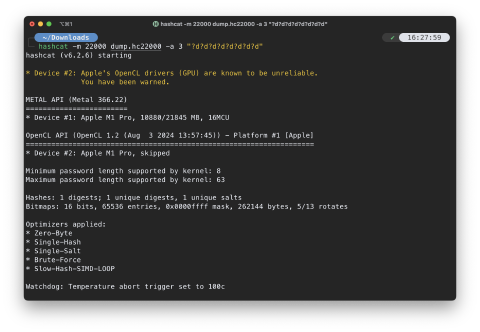 ⌥⌘1
hashcat -m 22000 dump.hc22000 -a 3 "?d?d?d?d?d?d?d?d"
~/Downloads
✓
16:27:59
hashcat -m 22000 dump.hc22000 -a 3 "?d?d?d?d?d?d?d?d"
hashcat (v6.2.6) starting
* Device #2: Apple's OpenCL drivers (GPU) are known to be unreliable.
You have been warned.
METAL API (Metal 366.22)
========================
* Device #1: Apple M1 Pro, 10880/21845 MB, 16MCU
OpenCL API (OpenCL 1.2 (Aug 3 2024 13:57:45)) - Platform #1 [Apple]
====================================================================
* Device #2: Apple M1 Pro, skipped
Minimum password length supported by kernel: 8
Maximum password length supported by kernel: 63
Hashes: 1 digests; 1 unique digests, 1 unique salts
Bitmaps: 16 bits, 65536 entries, 0x0000ffff mask, 262144 bytes, 5/13 rotates
Optimizers applied:
* Zero-Byte
* Single-Hash
* Single-Salt
* Brute-Force
* Slow-Hash-SIMD-LOOP
Watchdog: Temperature abort trigger set to 100c